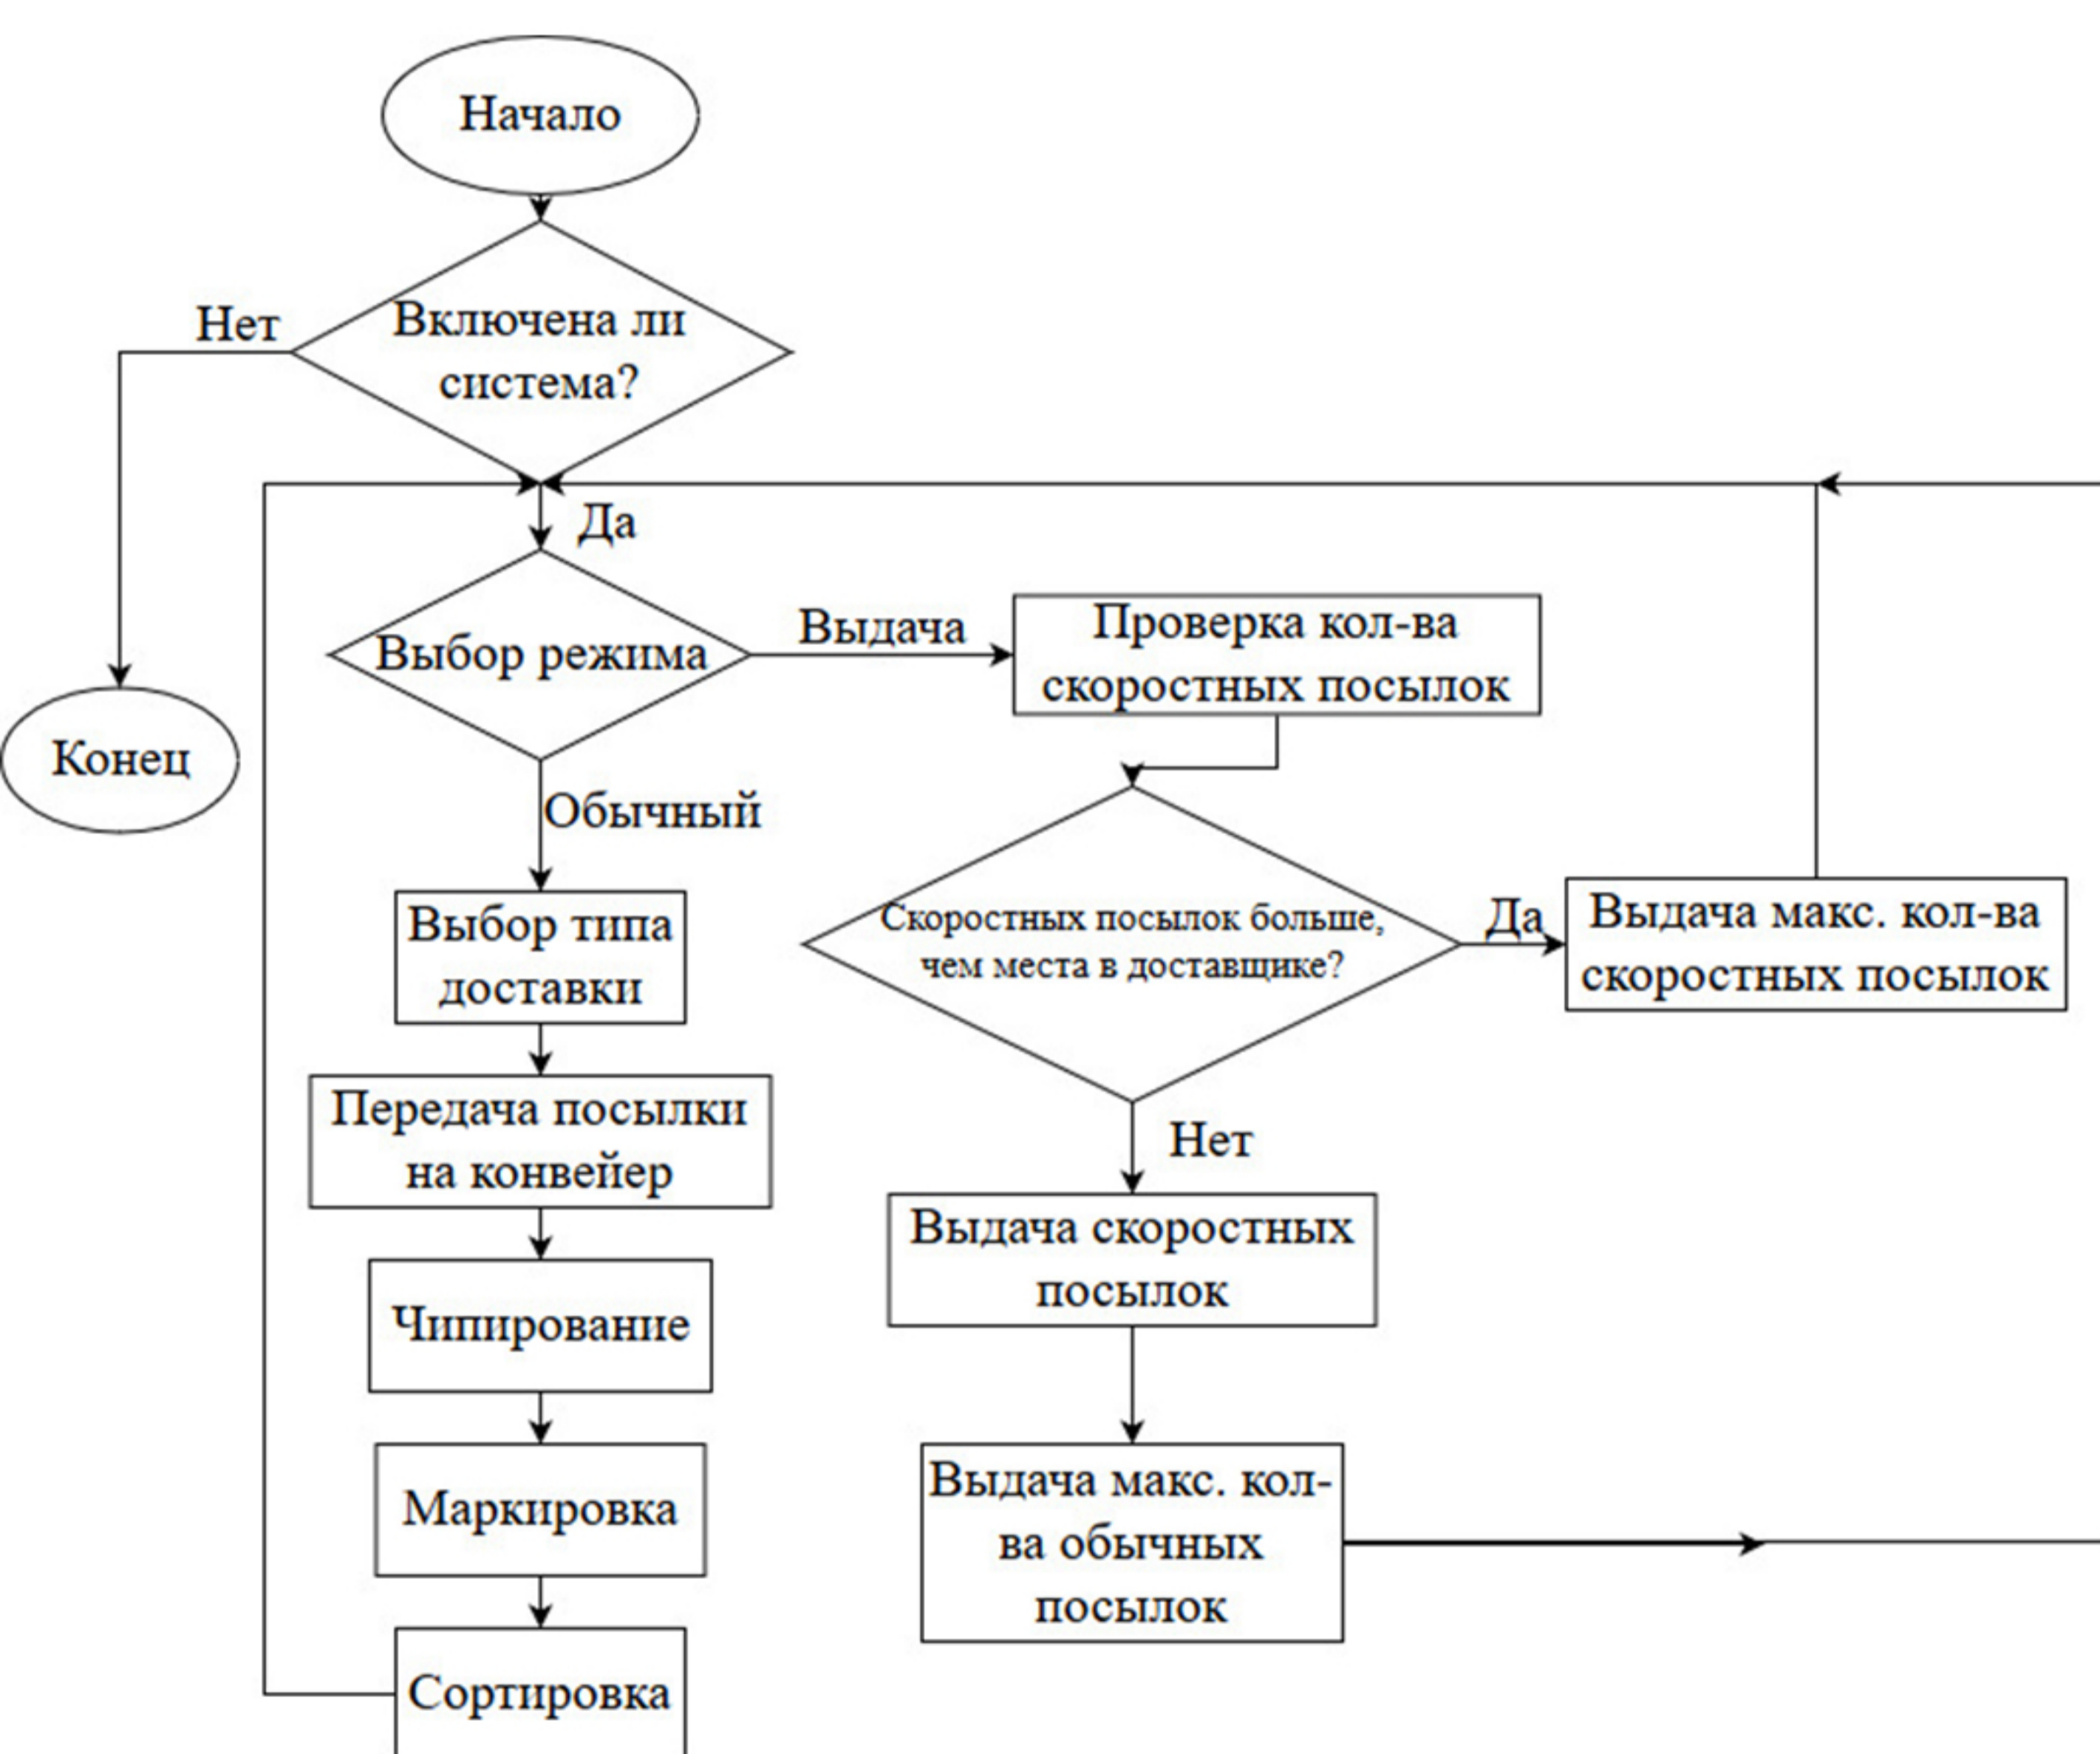 Начало
Нет
Включена ли
система?
Да
Выбор режима
Выдача
Проверка кол-ва
скоростных посылок
Конец
Обычный
Выбор типа
доставки
Скоростных посылок больше,
чем места в доставщике?
Да
Выдача макс. кол-ва
скоростных посылок
Передача посылки
на конвейер
Нет
Чипирование
Выдача скоростных
посылок
Маркировка
Выдача макс. кол-
ва обычных
посылок
Сортировка